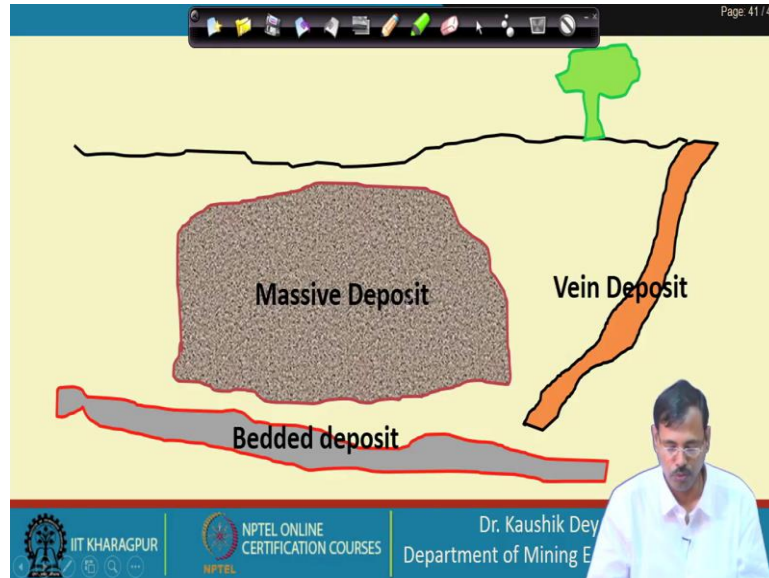 Page: 41 / 4
Massive Deposit
Vein Deposit
Bedded deposit
IIT KHARAGPUR
NPTEL
NPTEL ONLINE
CERTIFICATION COURSES
Dr. Kaushik Dey
Department of Mining E